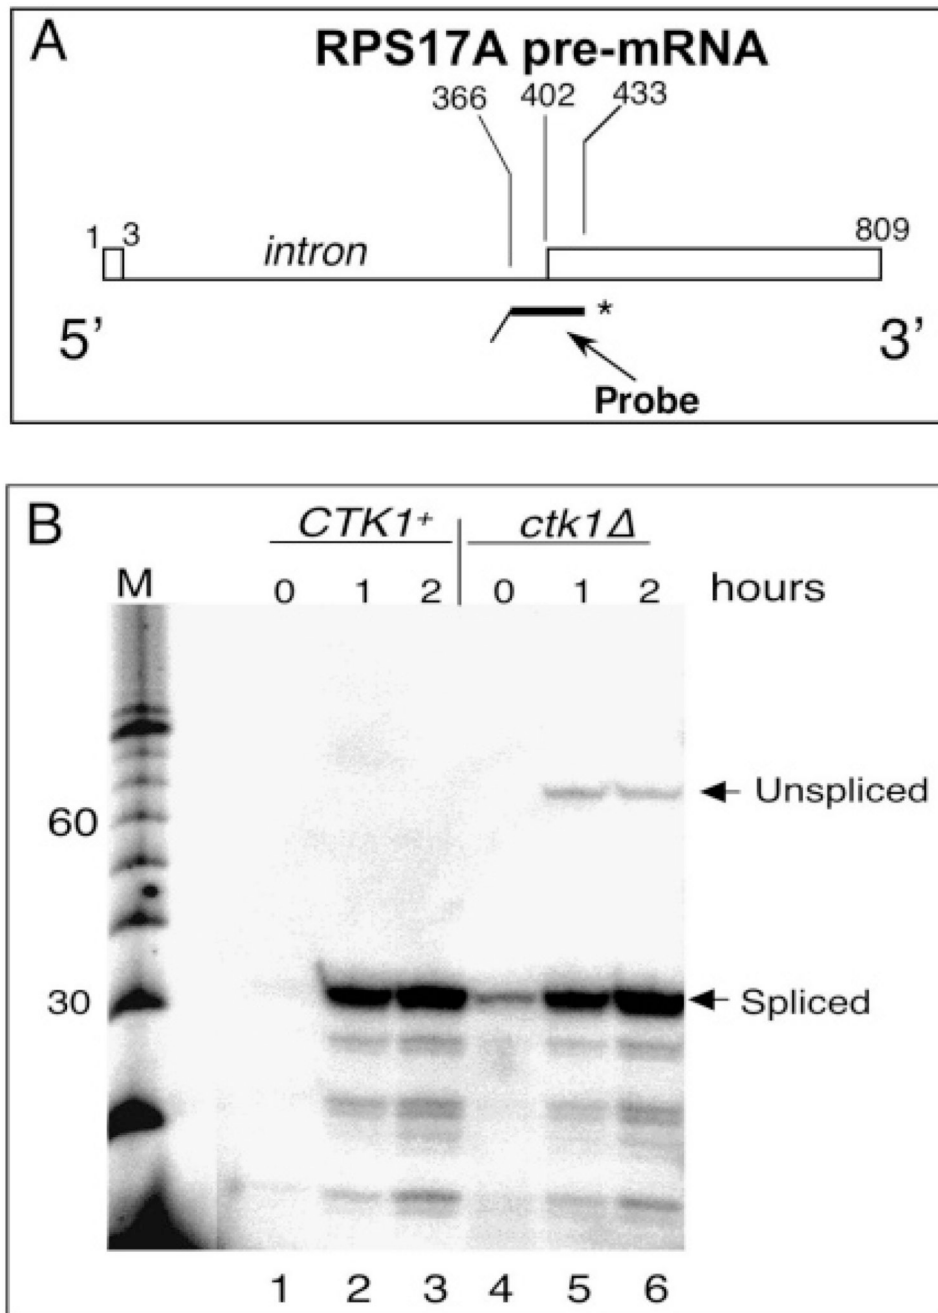 A
RPS17A pre-mRNA
366 402 433
1 3 intron 809
*
5' 3'
Probe
B
CTK1+ ctk1Δ
M 0 1 2 0 1 2 hours
Unspliced
60
30 Spliced
1 2 3 4 5 6